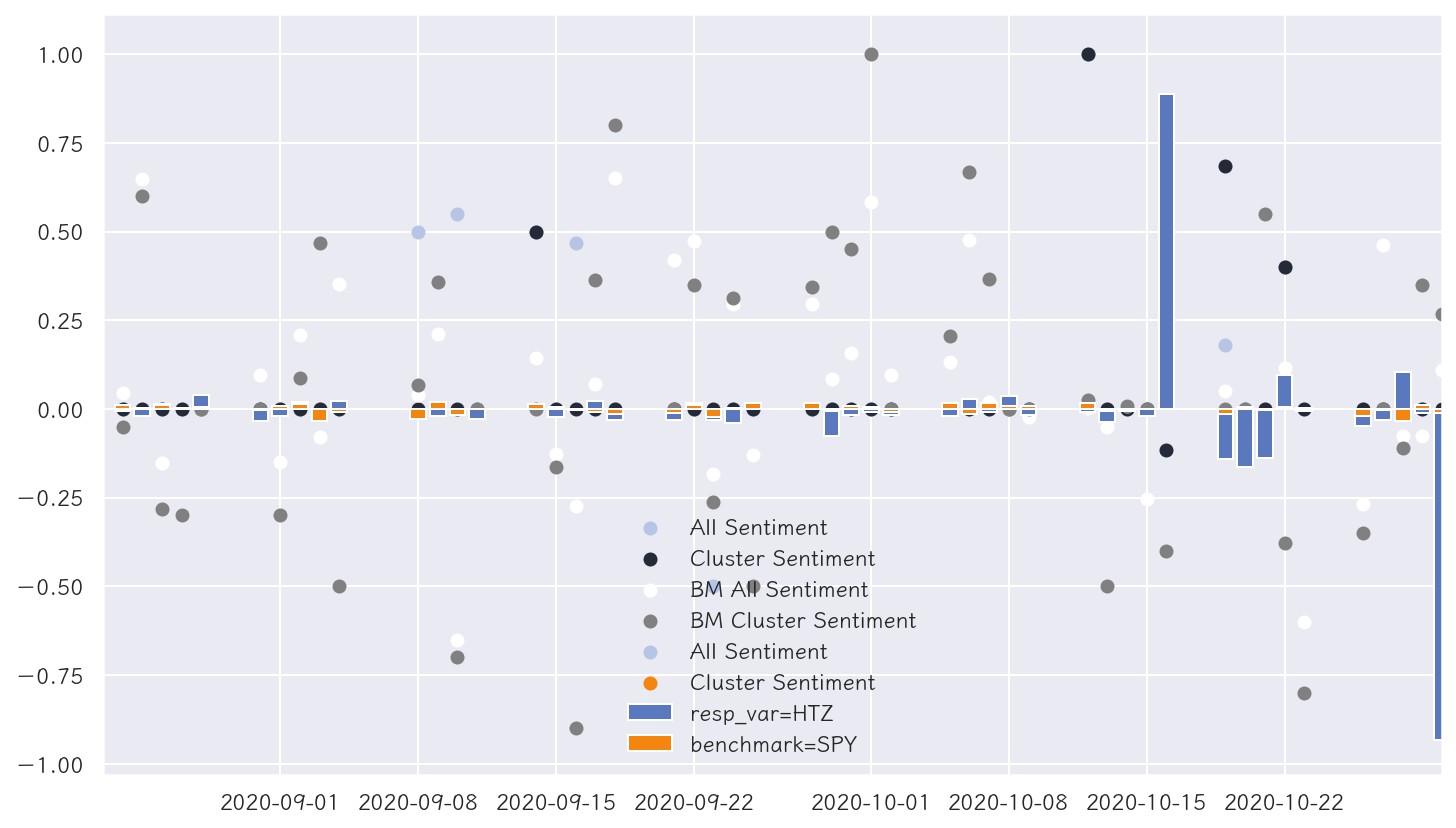 1.00
0.75
0.50
0.25
0.00
−0.25
−0.50
−0.75
−1.00
All Sentiment
Cluster Sentiment
BM All Sentiment
BM Cluster Sentiment
All Sentiment
Cluster Sentiment
resp_var=HTZ
benchmark=SPY
2020-09-01 2020-09-08 2020-09-15 2020-09-22 2020-10-01 2020-10-08 2020-10-15 2020-10-22